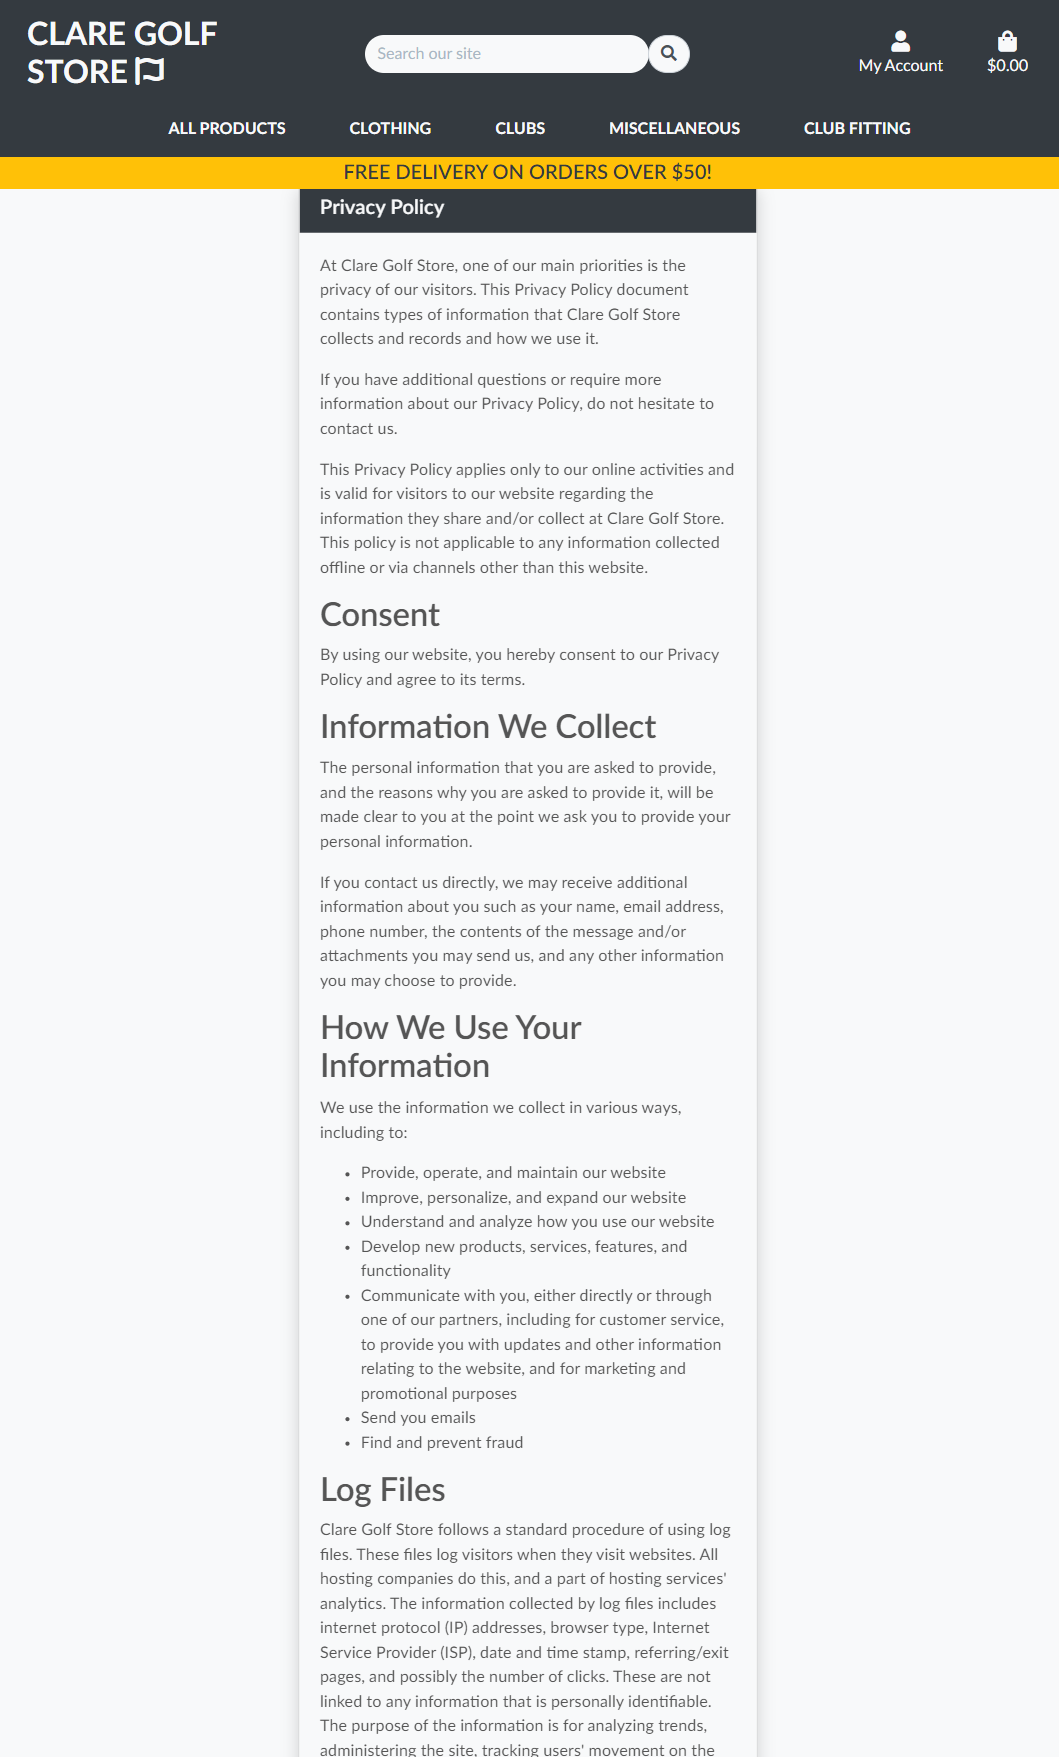 CLARE GOLF
STORE
Search our site
My Account
$0.00
ALL PRODUCTS CLOTHING CLUBS MISCELLANEOUS CLUB FITTING
FREE DELIVERY ON ORDERS OVER $50!
Privacy Policy
At Clare Golf Store, one of our main priorities is the
privacy of our visitors. This Privacy Policy document
contains types of information that Clare Golf Store
collects and records and how we use it.
If you have additional questions or require more
information about our Privacy Policy, do not hesitate to
contact us.
This Privacy Policy applies only to our online activities and
is valid for visitors to our website regarding the
information they share and/or collect at Clare Golf Store.
This policy is not applicable to any information collected
offline or via channels other than this website.
Consent
By using our website, you hereby consent to our Privacy
Policy and agree to its terms.
Information We Collect
The personal information that you are asked to provide,
and the reasons why you are asked to provide it, will be
made clear to you at the point we ask you to provide your
personal information.
If you contact us directly, we may receive additional
information about you such as your name, email address,
phone number, the contents of the message and/or
attachments you may send us, and any other information
you may choose to provide.
How We Use Your
Information
We use the information we collect in various ways,
including to:
• Provide, operate, and maintain our website
• Improve, personalize, and expand our website
• Understand and analyze how you use our website
• Develop new products, services, features, and
functionality
• Communicate with you, either directly or through
one of our partners, including for customer service,
to provide you with updates and other information
relating to the website, and for marketing and
promotional purposes
• Send you emails
• Find and prevent fraud
Log Files
Clare Golf Store follows a standard procedure of using log
files. These files log visitors when they visit websites. All
hosting companies do this, and a part of hosting services'
analytics. The information collected by log files includes
internet protocol (IP) addresses, browser type, Internet
Service Provider (ISP), date and time stamp, referring/exit
pages, and possibly the number of clicks. These are not
linked to any information that is personally identifiable.
The purpose of the information is for analyzing trends,
administering the site, tracking users' movement on the